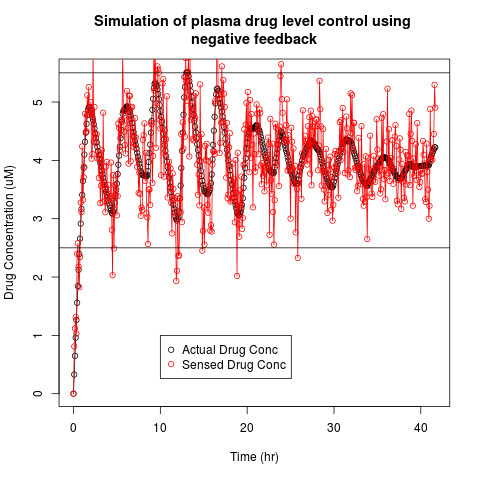 Simulation of plasma drug level control using
negative feedback
Drug Concentration (uM)
5
4
3
2
1
0
Actual Drug Conc
Sensed Drug Conc
0 10 20 30 40
Time (hr)